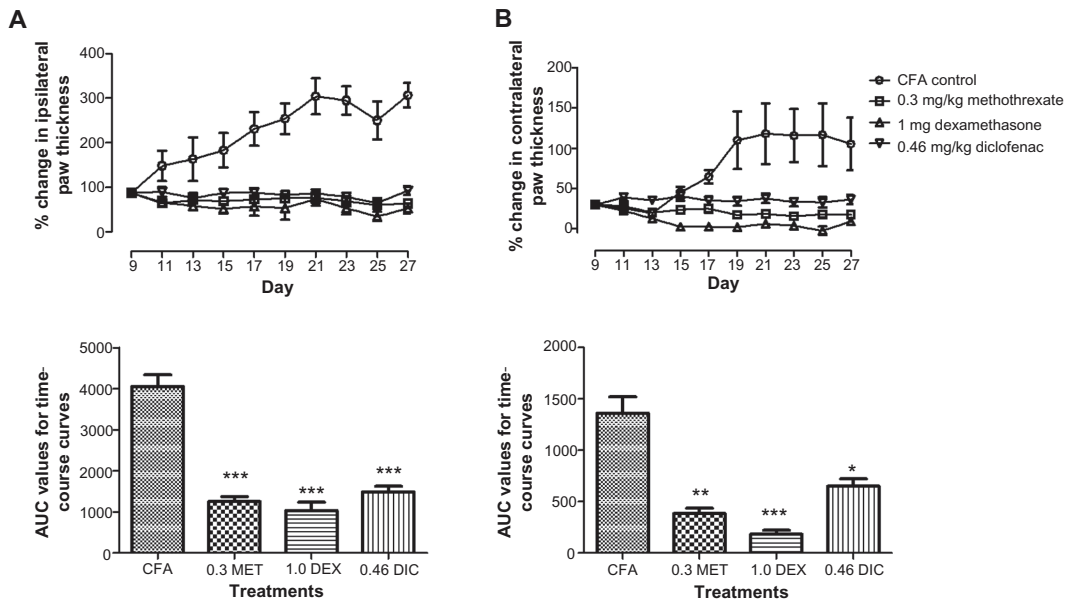 A
% change in ipsilateral
paw thickness
400
300
200
100
0
9 11 13 15 17 19 21 23 25 27
Day
B
% change in contralateral
paw thickness
200
150
100
50
0
9 11 13 15 17 19 21 23 25 27
Day
CFA control
0.3 mg/kg methothrexate
1 mg dexamethasone
0.46 mg/kg diclofenac
AUC values for time-
course curves
5000
4000
3000
2000
1000
0
***
***
***
CFA 0.3 MET 1.0 DEX 0.46 DIC
Treatments
AUC values for time-
course curves
2000
1500
1000
500
0
**
***
*
CFA 0.3 MET 1.0 DEX 0.46 DIC
Treatments